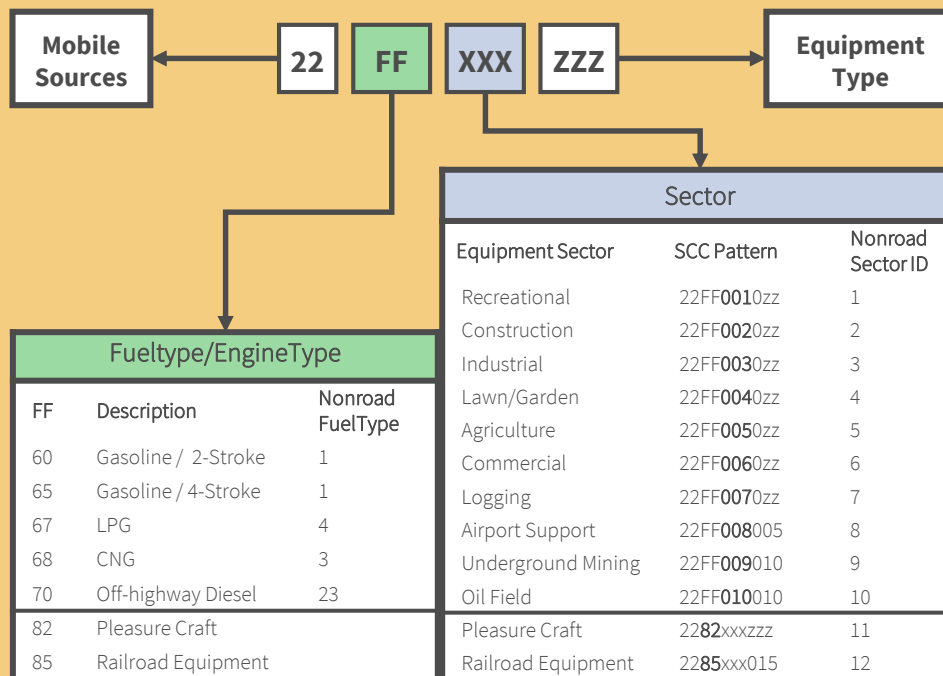 Mobile Sources
22 FF XXX ZZZ
Equipment Type
Sector
Equipment Sector SCC Pattern Nonroad Sector ID
Recreational 22FF0010zz 1
Construction 22FF0020zz 2
Industrial 22FF0030zz 3
Lawn/Garden 22FF0040zz 4
Agriculture 22FF0050zz 5
Commercial 22FF0060zz 6
Logging 22FF0070zz 7
Airport Support 22FF008005 8
Underground Mining 22FF009010 9
Oil Field 22FF010010 10
Pleasure Craft 2282xxxzzz 11
Railroad Equipment 2285xxx015 12
Fueltype/EngineType
FF Description Nonroad FuelType
60 Gasoline / 2-Stroke 1
65 Gasoline / 4-Stroke 1
67 LPG 4
68 CNG 3
70 Off-highway Diesel 23
82 Pleasure Craft
85 Railroad Equipment